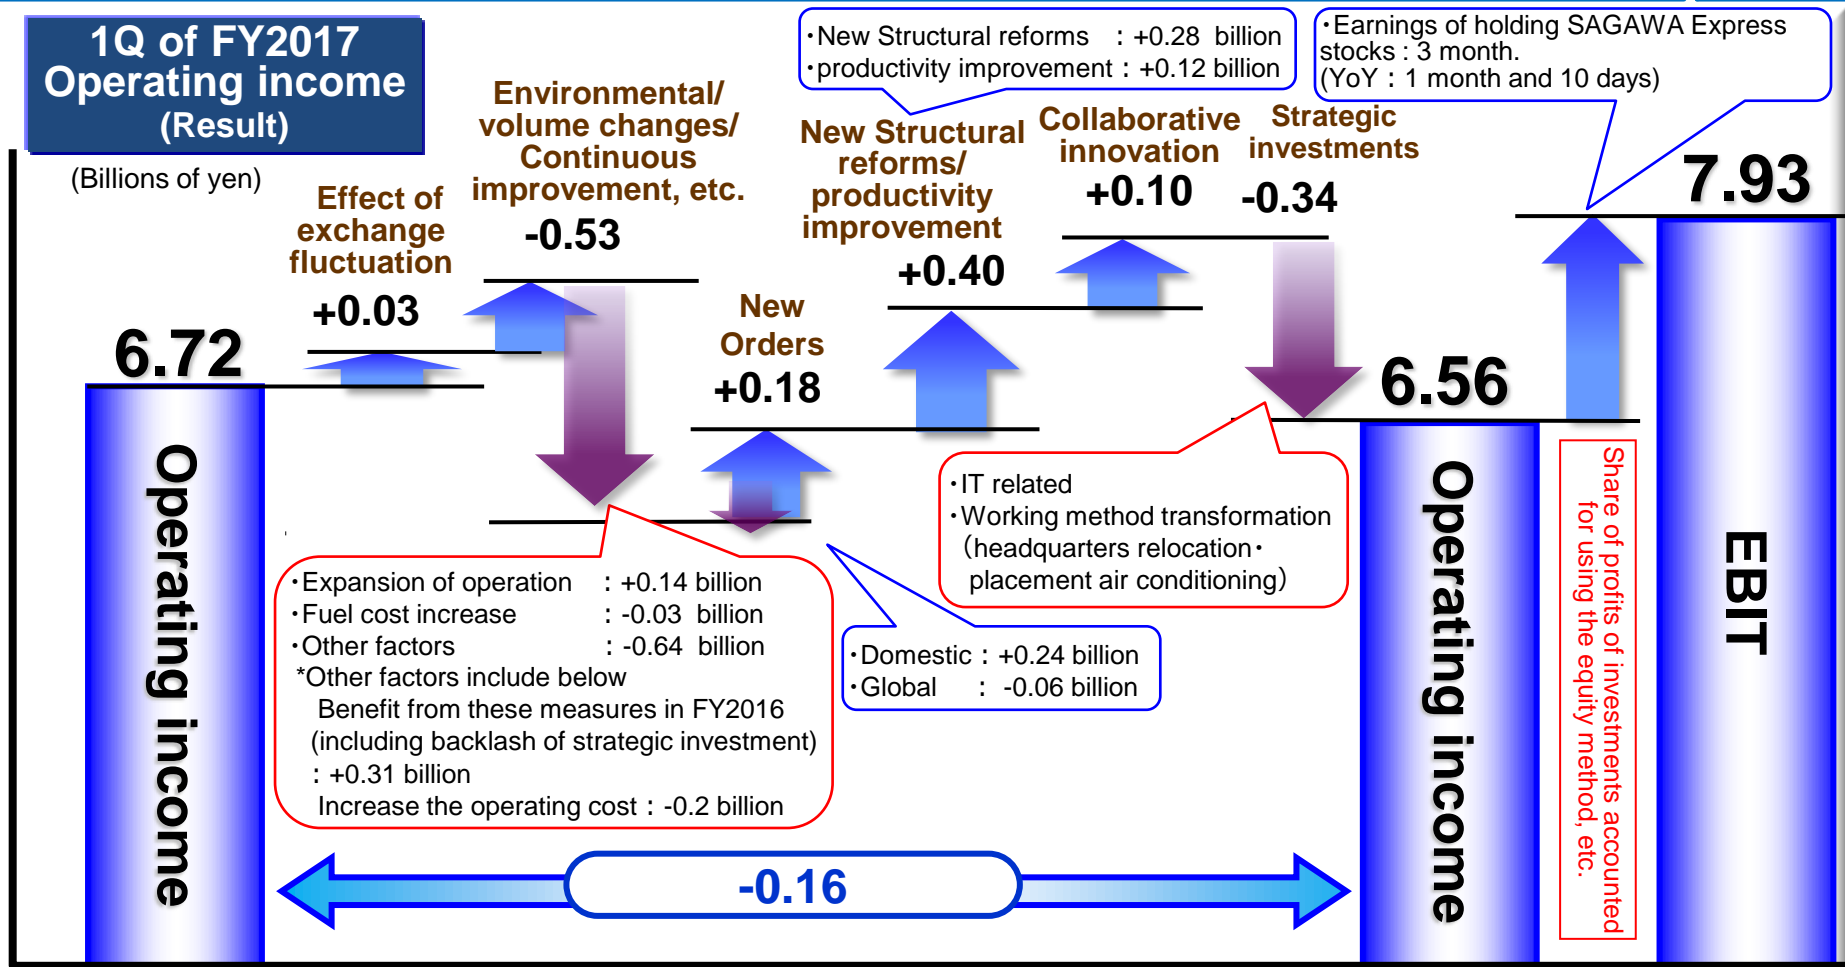 1Q of FY2017
Operating income
(Result)
(Billions of yen)
6.72
Operating income
Effect of
exchange
fluctuation
+0.03
Environmental/
volume changes/
Continuous
improvement, etc.
-0.53
・Expansion of operation : +0.14 billion
・Fuel cost increase : -0.03 billion
・Other factors : -0.64 billion
*Other factors include below
Benefit from these measures in FY2016
(including backlash of strategic investment)
: +0.31 billion
Increase the operating cost : -0.2 billion
New
Orders
+0.18
・Domestic : +0.24 billion
・Global : -0.06 billion
・New Structural reforms : +0.28 billion
・productivity improvement : +0.12 billion
New Structural
reforms/
productivity
improvement
+0.40
Collaborative
innovation
+0.10
Strategic
investments
-0.34
・IT related
・Working method transformation
（headquarters relocation・
placement air conditioning）
6.56
Operating income
・Earnings of holding SAGAWA Express
stocks : 3 month.
(YoY : 1 month and 10 days)
Share of profits of investments accounted
for using the equity method, etc.
7.93
EBIT
-0.16